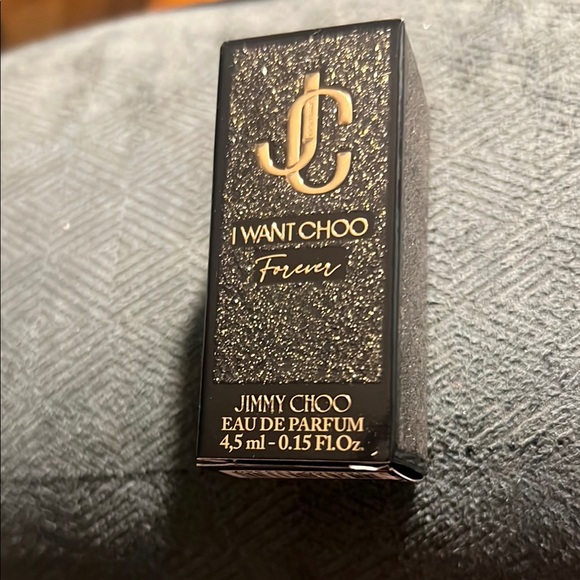 JC
I WANT CHOO
Forever
JIMMY CHOO
EAU DE PARFUM
4,5 ml - 0.15 Fl.Oz.